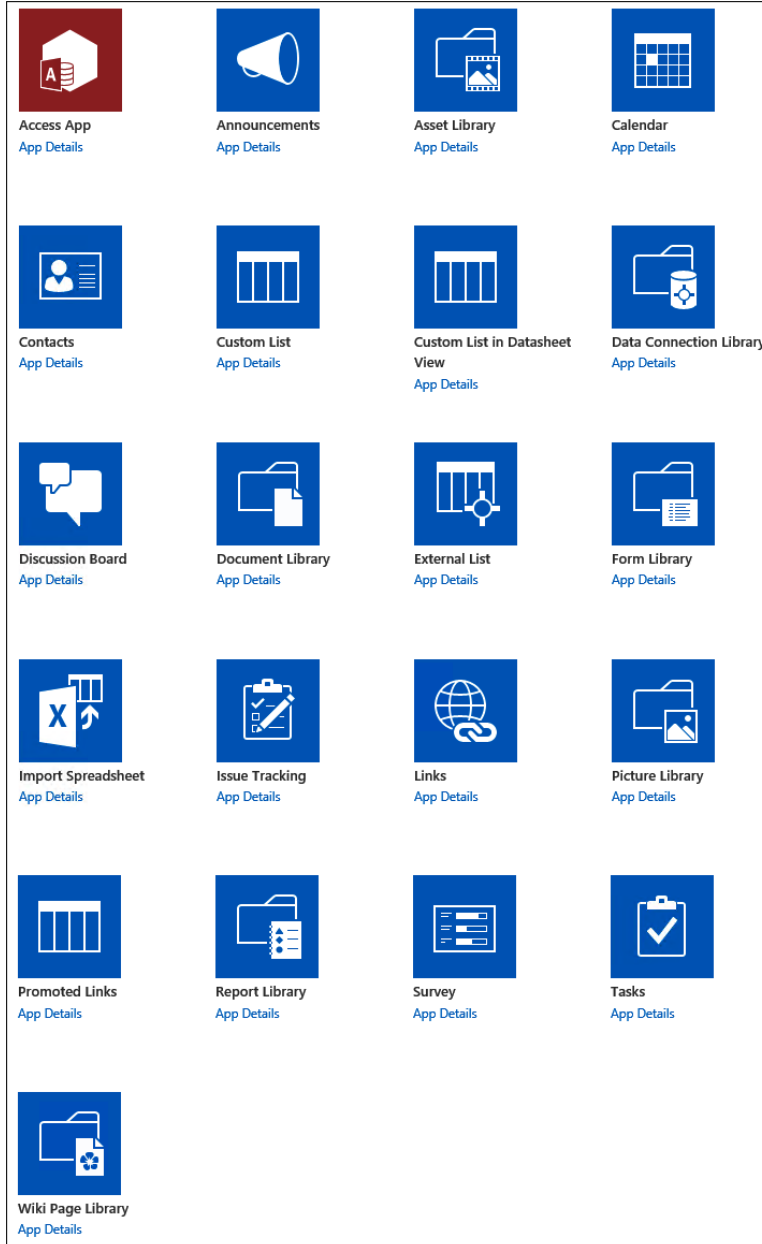 A
Access App
App Details
Announcements
App Details
Asset Library
App Details
Calendar
App Details
Contacts
App Details
Custom List
App Details
Custom List in Datasheet
View
App Details
Data Connection Library
App Details
Discussion Board
App Details
Document Library
App Details
External List
App Details
Form Library
App Details
X
Import Spreadsheet
App Details
Issue Tracking
App Details
Links
App Details
Picture Library
App Details
Promoted Links
App Details
Report Library
App Details
Survey
App Details
Tasks
App Details
Wiki Page Library
App Details